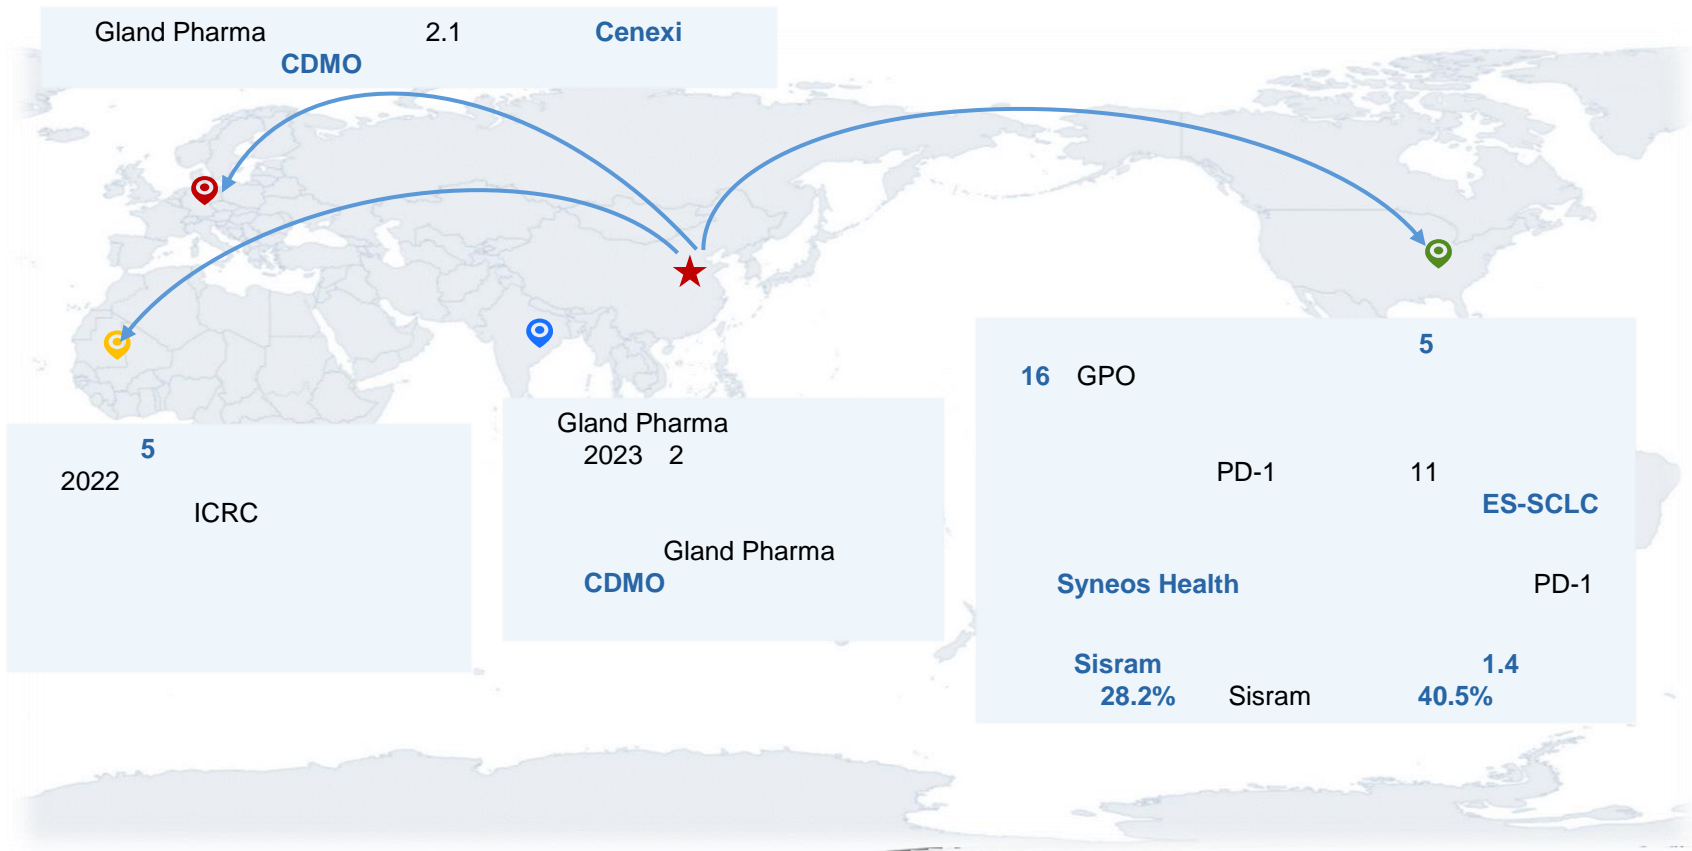 Gland Pharma 2.1 Cenexi
CDMO
5
2022
ICRC
Gland Pharma
2023 2
Gland Pharma
CDMO
5
16 GPO
PD-1 11
ES-SCLC
Syneos Health PD-1
Sisram 1.4
28.2% Sisram 40.5%